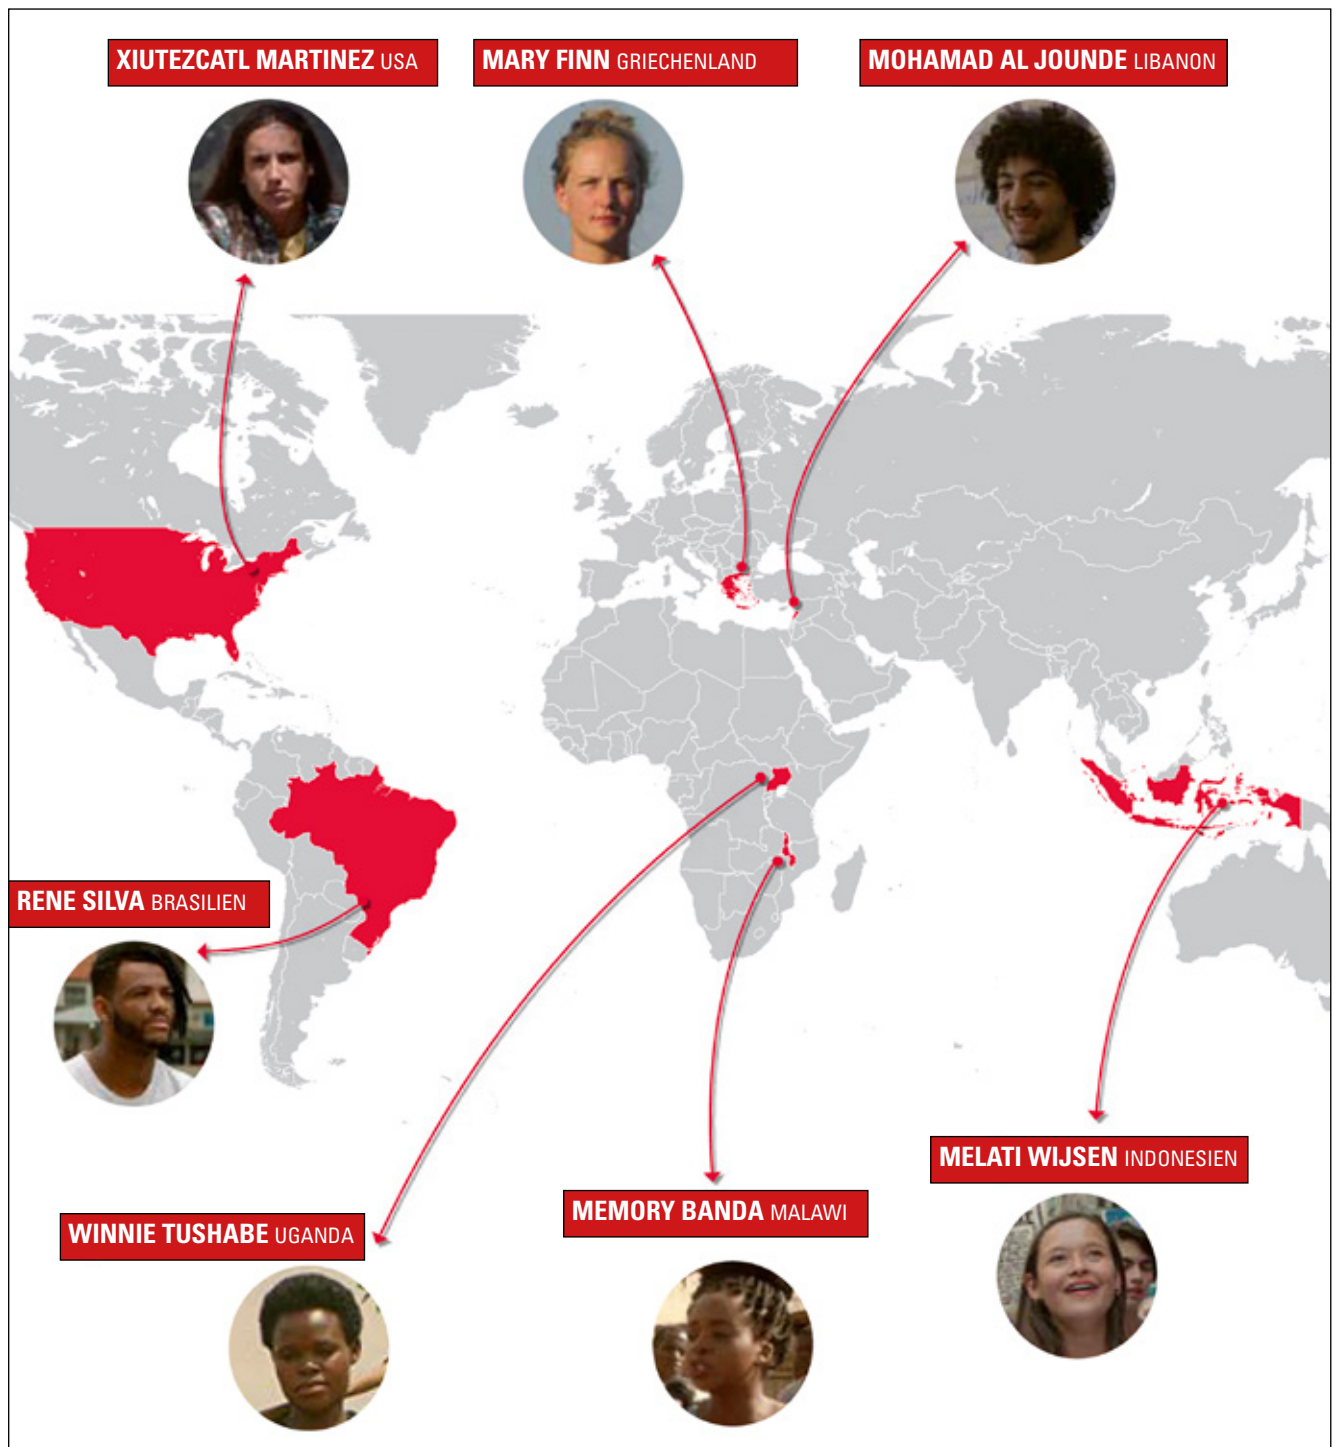 XIUTEZCATL MARTINEZ USA
MARY FINN GRIECHENLAND
MOHAMAD AL JOUNDE LIBANON
RENE SILVA BRASILIEN
MELATI WIJSEN INDONESIEN
MEMORY BANDA MALAWI
WINNIE TUSHABE UGANDA